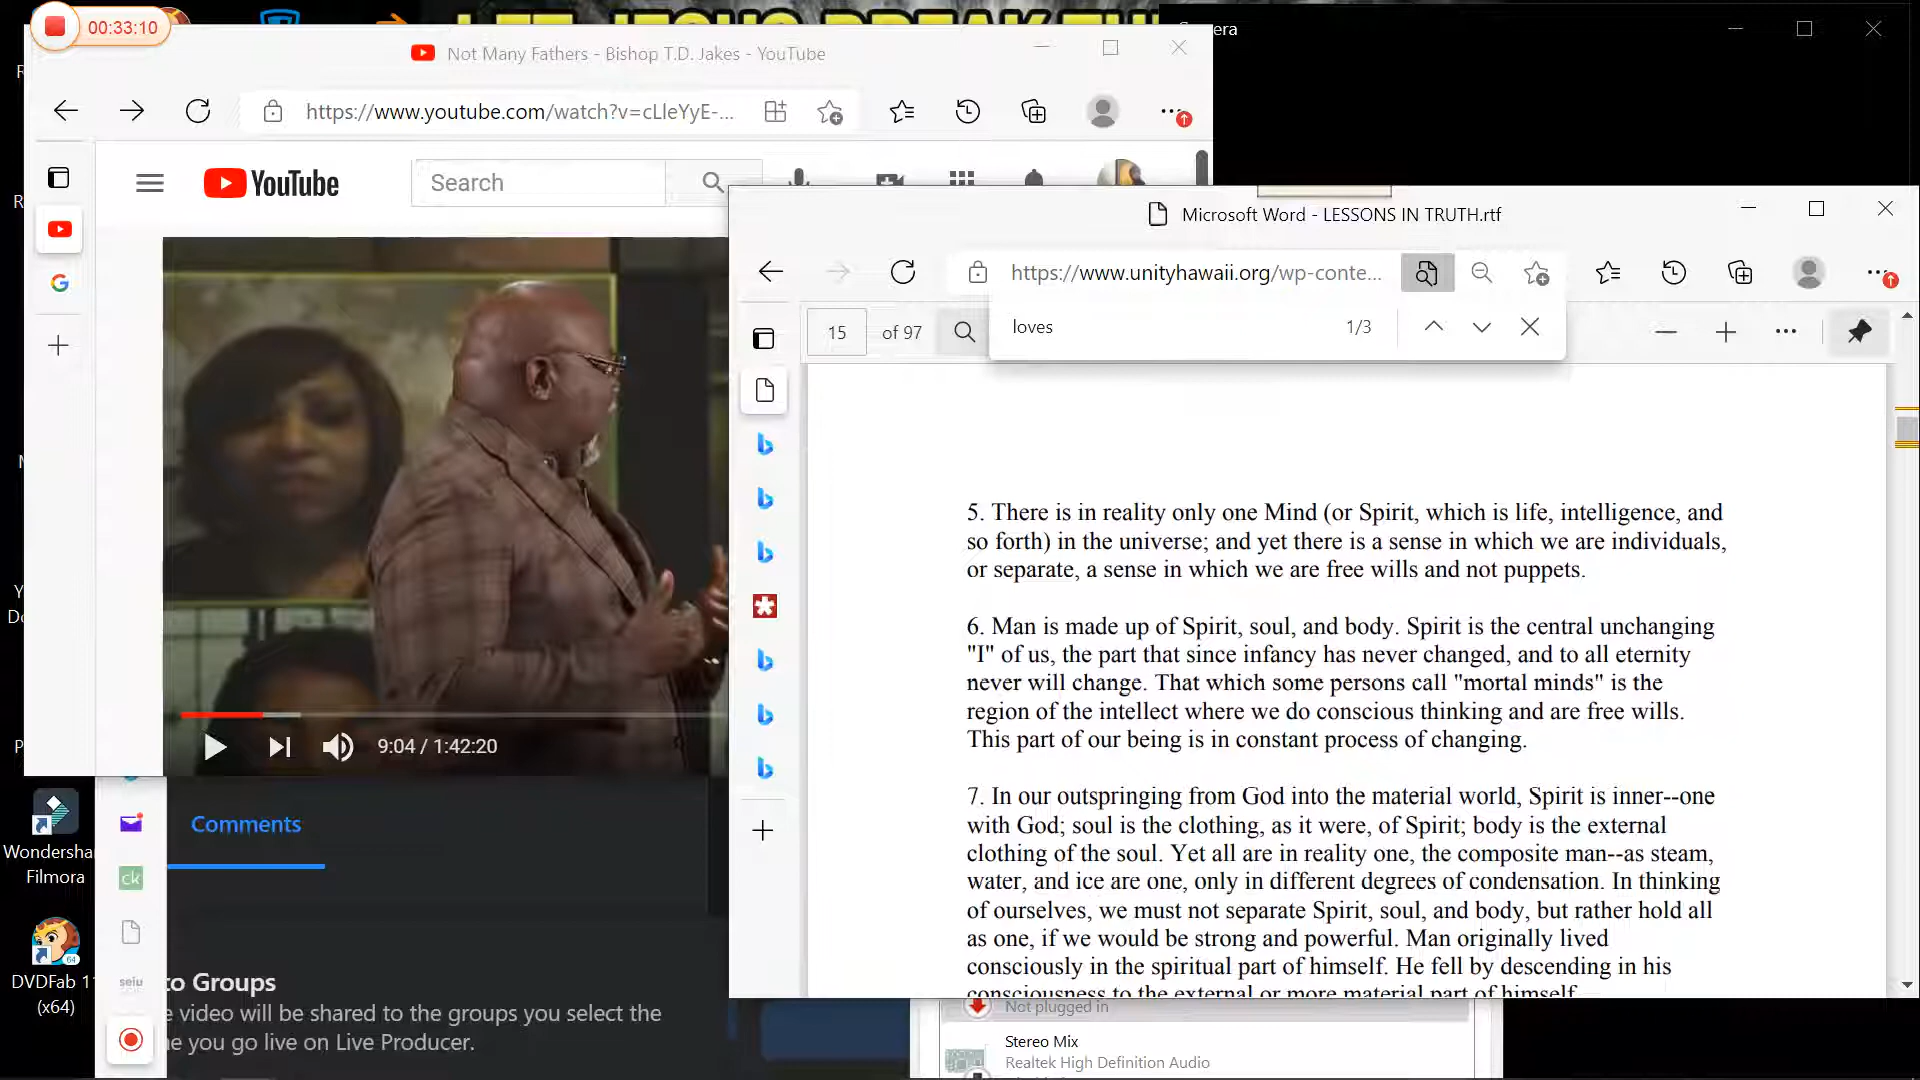 00:33:10
Not Many Fathers - Bishop T.D. Jakes - YouTube
https://www.youtube.com/watch?v=cLleYyE-...
YouTube
Search
Microsoft Word - LESSONS IN TRUTH.rtf
https://www.unityhawaii.org/wp-conte...
loves
1/3
15
of 97
5. There is in reality only one Mind (or Spirit, which is life, intelligence, and
so forth) in the universe; and yet there is a sense in which we are individuals,
or separate, a sense in which we are free wills and not puppets.
6. Man is made up of Spirit, soul, and body. Spirit is the central unchanging
"I" of us, the part that since infancy has never changed, and to all eternity
never will change. That which some persons call "mortal minds" is the
region of the intellect where we do conscious thinking and are free wills.
This part of our being is in constant process of changing.
7. In our outspringing from God into the material world, Spirit is inner--one
with God; soul is the clothing, as it were, of Spirit; body is the external
clothing of the soul. Yet all are in reality one, the composite man--as steam,
water, and ice are one, only in different degrees of condensation. In thinking
of ourselves, we must not separate Spirit, soul, and body, but rather hold all
as one, if we would be strong and powerful. Man originally lived
consciously in the spiritual part of himself. He fell by descending in his
consciousness to the external or more material part of himself.
9:04 / 1:42:20
Comments
Wondersha
Filmora
ck
DVDFab 1
(x64)
64
seiu
to Groups
e video will be shared to the groups you select the
e you go live on Live Producer.
Not plugged in
Stereo Mix
Realtek High Definition Audio